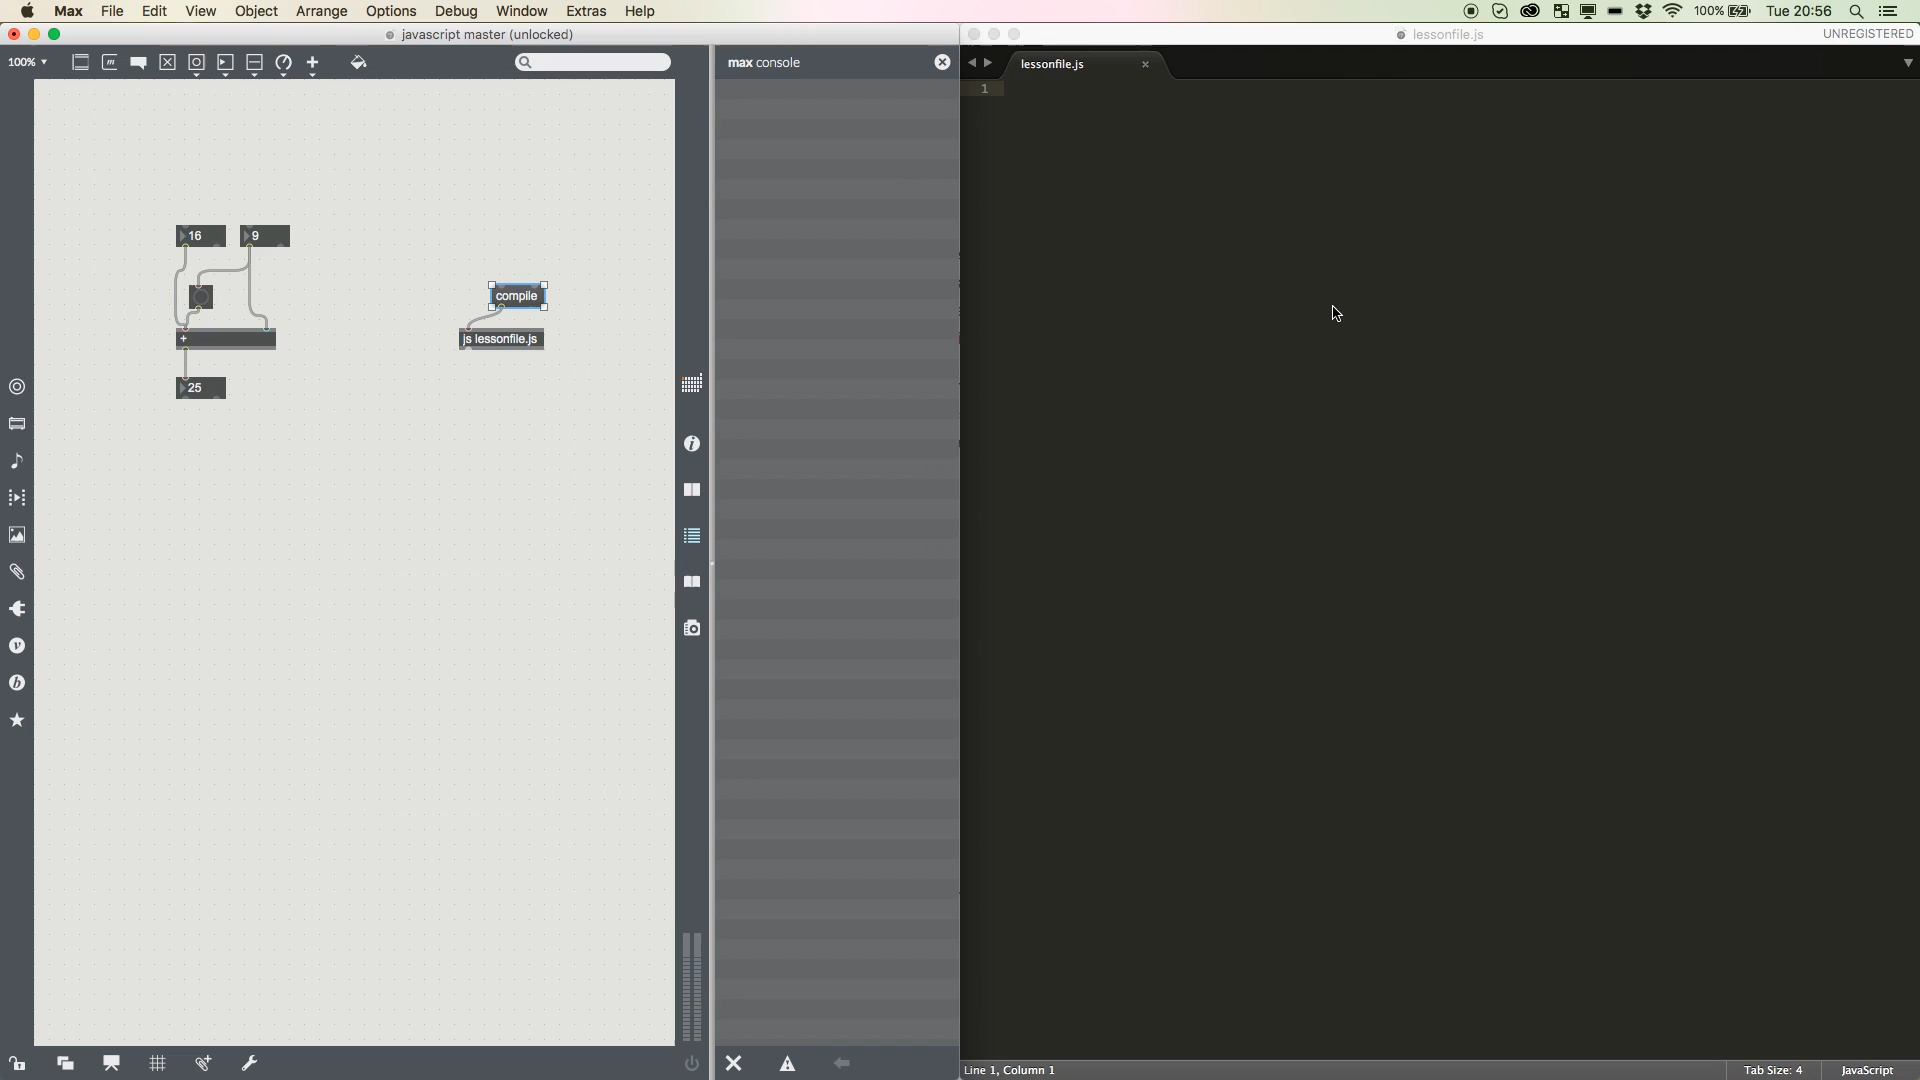 Max File Edit View Object Arrange Options Debug Window Extras Help
100% Tue 20:56
javascript master (unlocked)
lessonfile.js
UNREGISTERED
100%
max console
lessonfile.js
1
16
9
compile
+
js lessonfile.js
25
Line 1, Column 1
Tab Size: 4
JavaScript